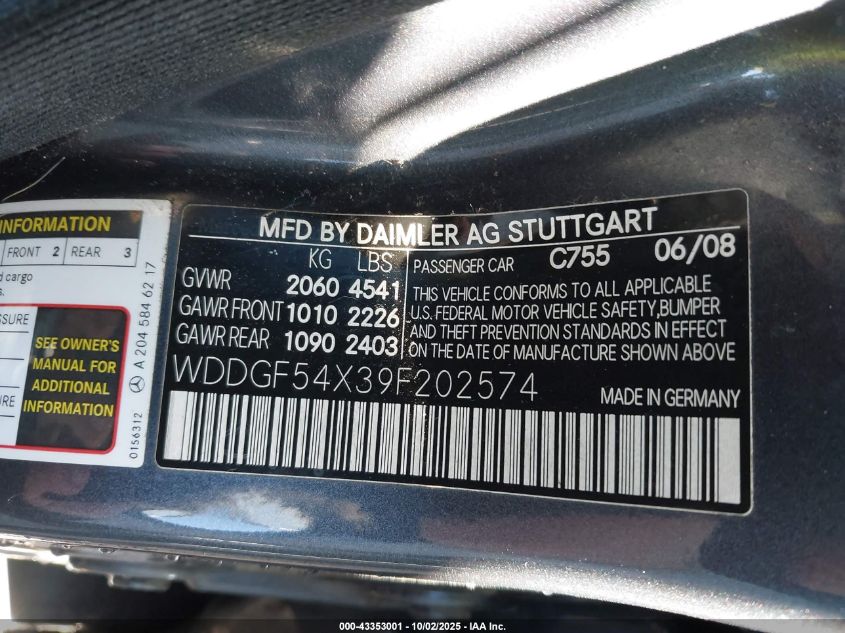 INFORMATION
FRONT 2 REAR 3
d cargo
s.
SSURE
SEE OWNER'S
MANUAL FOR
ADDITIONAL
INFORMATION
RE
A 204 584 62 17
0156312
MFD BY DAIMLER AG STUTTGART
KG LBS
GVWR 2060 4541
GAWR FRONT 1010 2226
GAWR REAR 1090 2403
PASSENGER CAR C755 06/08
THIS VEHICLE CONFORMS TO ALL APPLICABLE
U.S. FEDERAL MOTOR VEHICLE SAFETY, BUMPER
AND THEFT PREVENTION STANDARDS IN EFFECT
ON THE DATE OF MANUFACTURE SHOWN ABOVE
WDDGF54X39F202574
MADE IN GERMANY
000-43353001 - 10/02/2025 - IAA Inc.